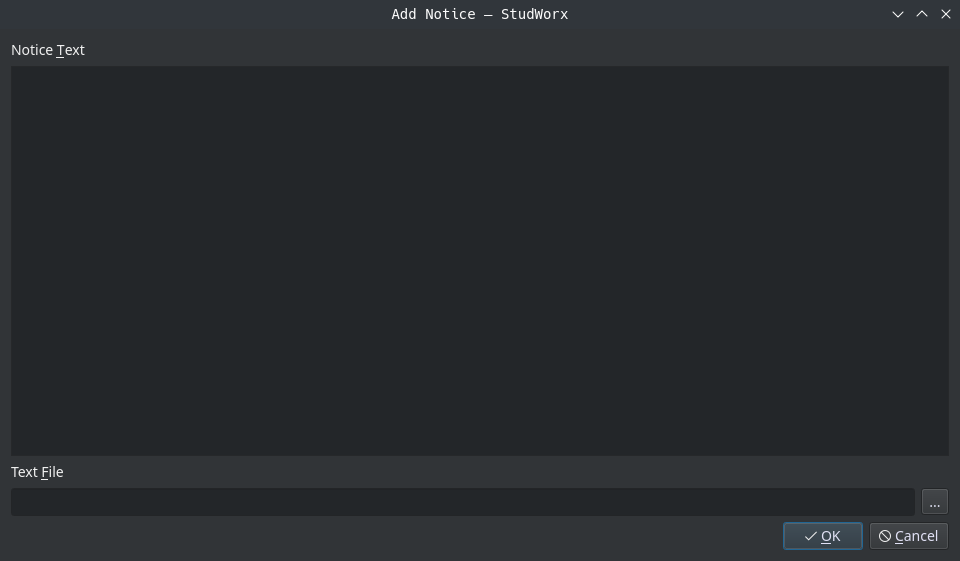 Add Notice — StudWorx
Notice Text
Text File
...
OK
Cancel